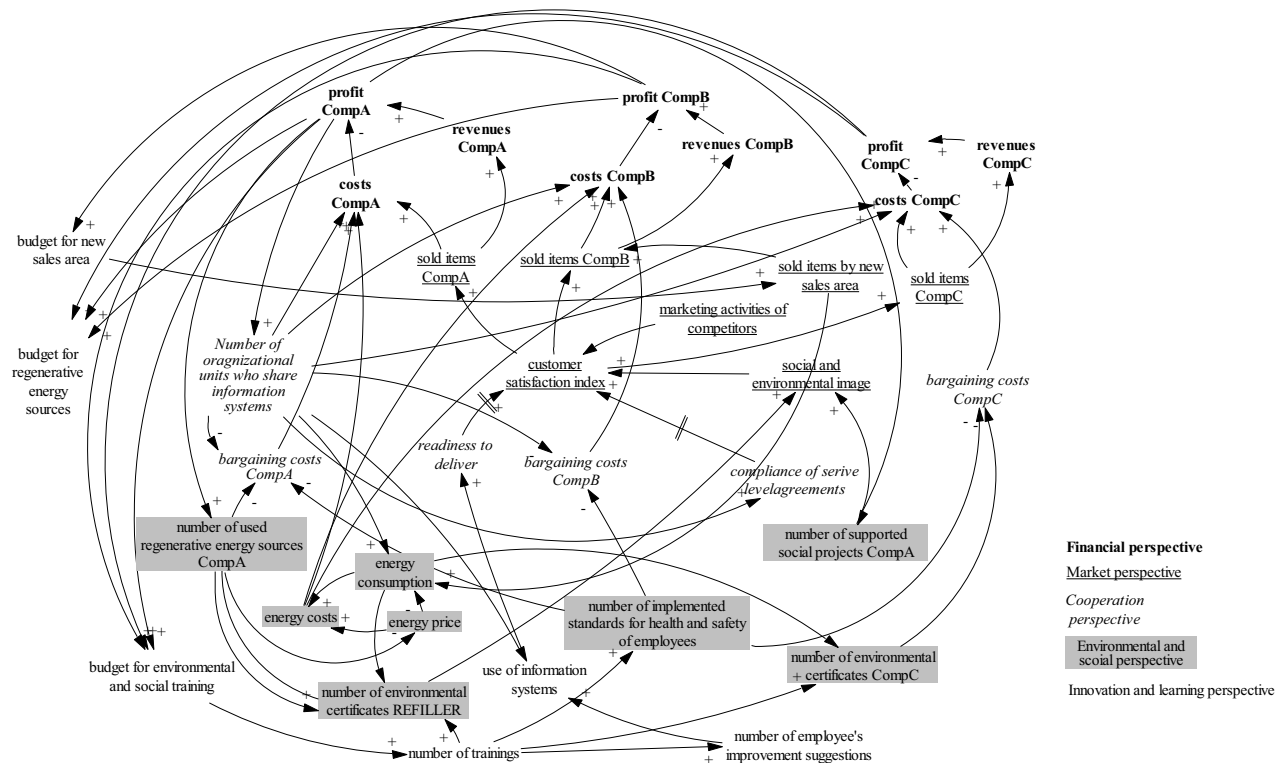 profit
CompA
profit CompB
revenues
CompA
revenues CompB
profit
CompC
revenues
CompC
costs
CompA
costs CompB
costs CompC
budget for new
sales area
sold items
CompA
sold items CompB
sold items by new
sales area
sold items
CompC
marketing activities of
competitors
budget for
regenerative
energy
sources
Number of
oragnizational
units who share
information
systems
customer
satisfaction index
social and
environmental image
bargaining costs
CompC
readiness to
deliver
bargaining costs
CompA
bargaining costs
CompB
compliance of serive
levelagreements
number of used
regenerative energy sources
CompA
number of supported
social projects CompA
energy
consumption
energy costs
energy price
number of implemented
standards for health and safety
of employees
budget for environmental
and social training
use of information
systems
number of environmental
+ certificates CompC
number of environmental
certificates REFILLER
number of trainings
number of employee's
improvement suggestions
Financial perspective
Market perspective
Cooperation
perspective
Environmental and
scoial perspective
Innovation and learning perspective